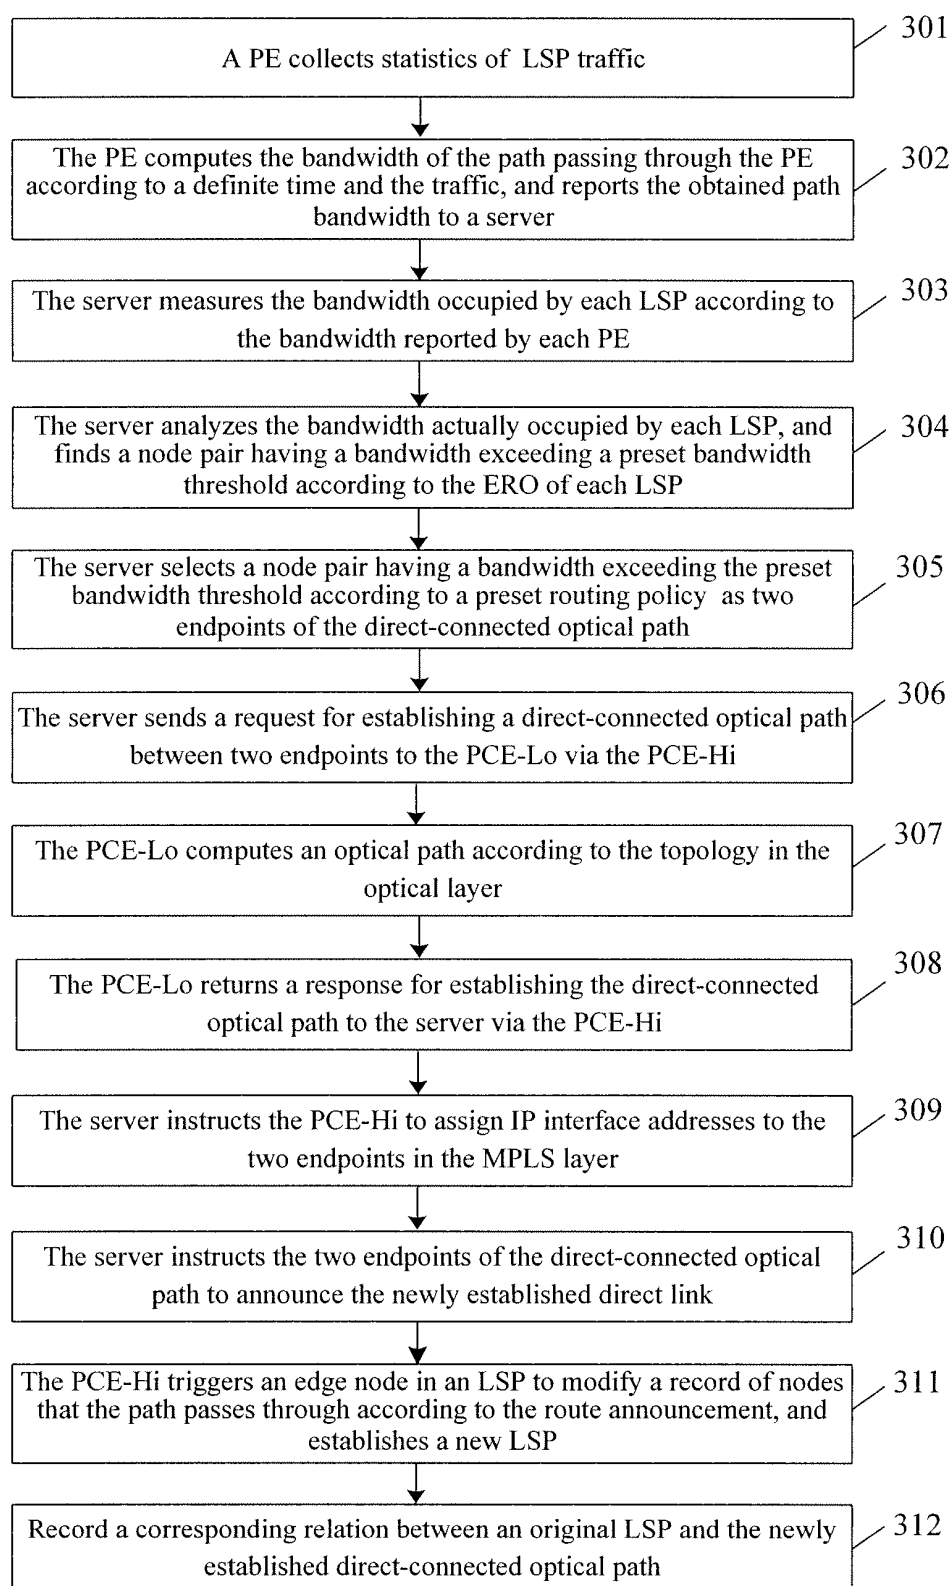 301
A PE collects statistics of LSP traffic
302
The PE computes the bandwidth of the path passing through the PE
according to a definite time and the traffic, and reports the obtained path
bandwidth to a server
303
The server measures the bandwidth occupied by each LSP according to
the bandwidth reported by each PE
304
The server analyzes the bandwidth actually occupied by each LSP, and
finds a node pair having a bandwidth exceeding a preset bandwidth
threshold according to the ERO of each LSP
305
The server selects a node pair having a bandwidth exceeding the preset
bandwidth threshold according to a preset routing policy as two
endpoints of the direct-connected optical path
306
The server sends a request for establishing a direct-connected optical path
between two endpoints to the PCE-Lo via the PCE-Hi
307
The PCE-Lo computes an optical path according to the topology in the
optical layer
308
The PCE-Lo returns a response for establishing the direct-connected
optical path to the server via the PCE-Hi
309
The server instructs the PCE-Hi to assign IP interface addresses to the
two endpoints in the MPLS layer
310
The server instructs the two endpoints of the direct-connected optical
path to announce the newly established direct link
311
The PCE-Hi triggers an edge node in an LSP to modify a record of nodes
that the path passes through according to the route announcement, and
establishes a new LSP
312
Record a corresponding relation between an original LSP and the newly
established direct-connected optical path